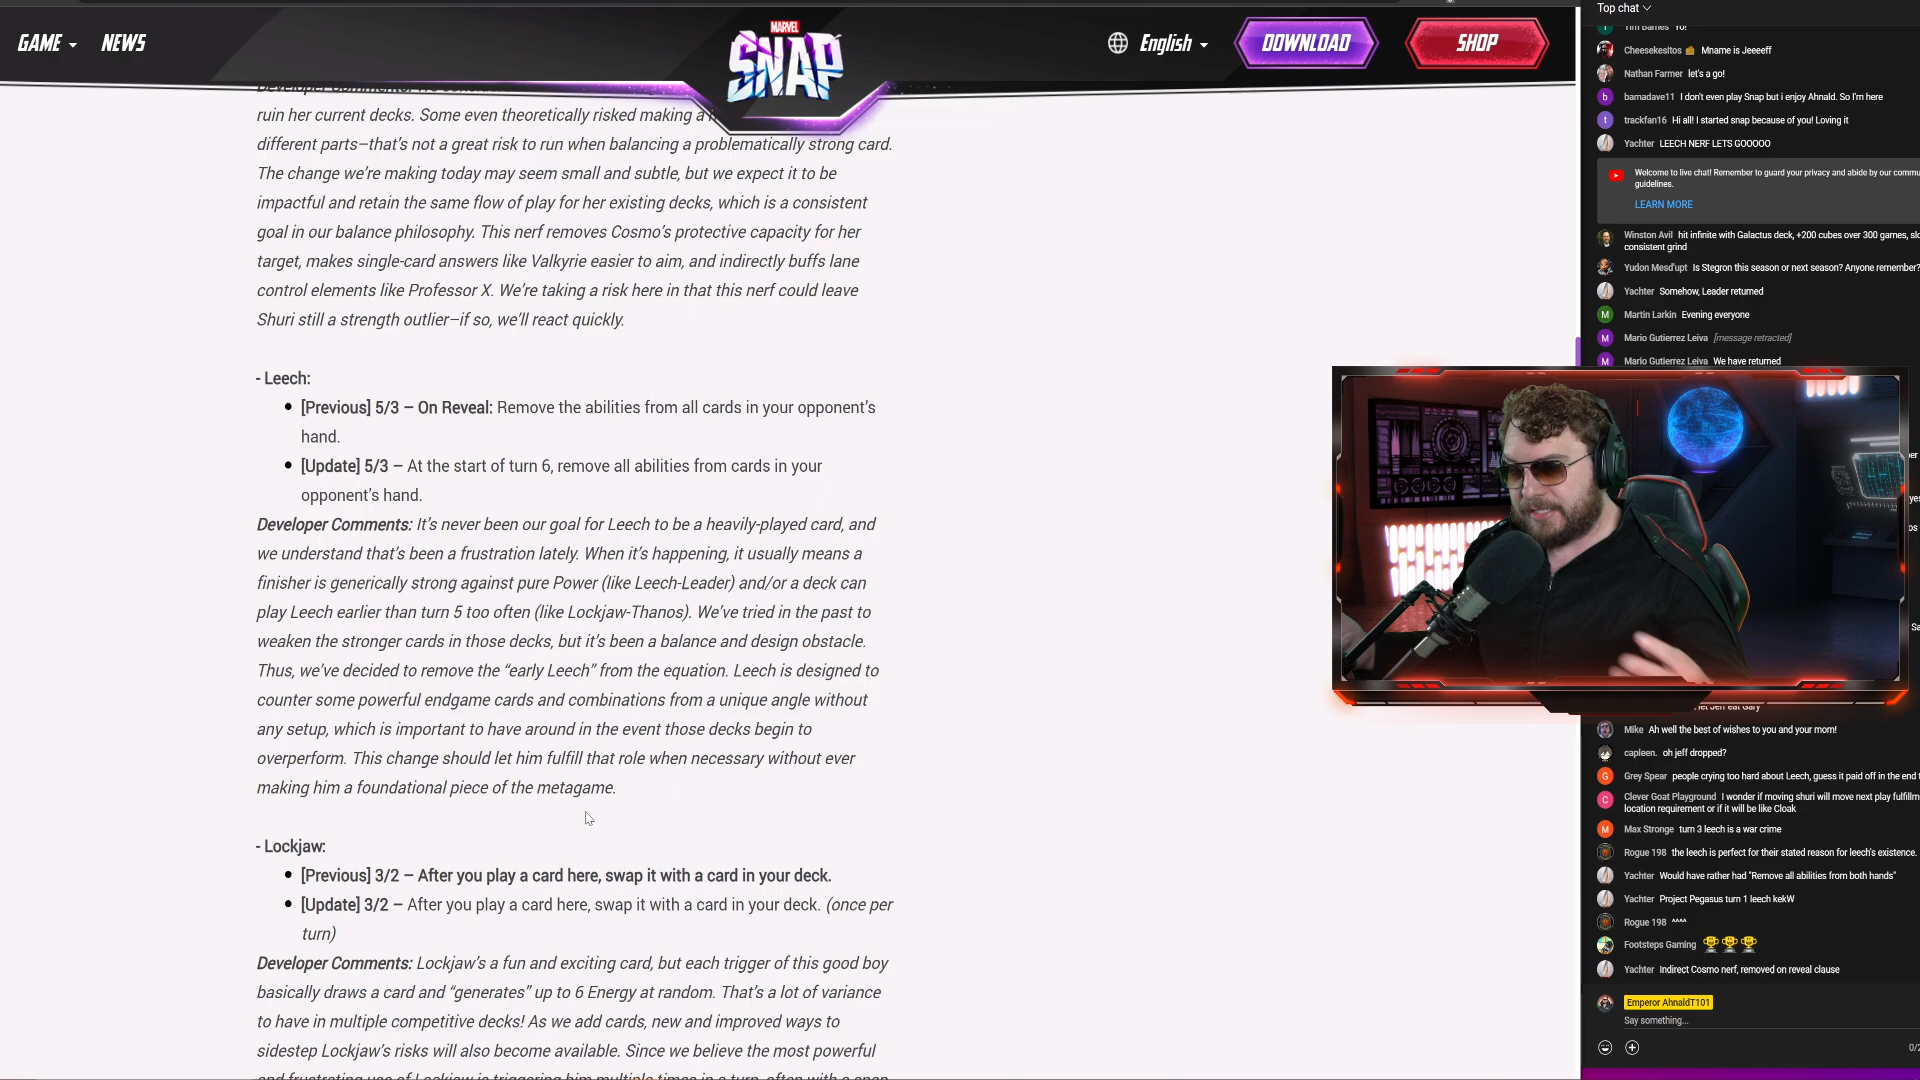 GAME
NEWS
MARVEL
SNAP
English
DOWNLOAD
SHOP
ruin her current decks. Some even theoretically risked making a
different parts–that's not a great risk to run when balancing a problematically strong card.
The change we're making today may seem small and subtle, but we expect it to be
impactful and retain the same flow of play for her existing decks, which is a consistent
goal in our balance philosophy. This nerf removes Cosmo's protective capacity for her
target, makes single-card answers like Valkyrie easier to aim, and indirectly buffs lane
control elements like Professor X. We're taking a risk here in that this nerf could leave
Shuri still a strength outlier–if so, we'll react quickly.
- Leech:
[Previous] 5/3 – On Reveal: Remove the abilities from all cards in your opponent's
hand.
[Update] 5/3 – At the start of turn 6, remove all abilities from cards in your
opponent's hand.
Developer Comments: It's never been our goal for Leech to be a heavily-played card, and
we understand that's been a frustration lately. When it's happening, it usually means a
finisher is generically strong against pure Power (like Leech-Leader) and/or a deck can
play Leech earlier than turn 5 too often (like Lockjaw-Thanos). We've tried in the past to
weaken the stronger cards in those decks, but it's been a balance and design obstacle.
Thus, we've decided to remove the "early Leech" from the equation. Leech is designed to
counter some powerful endgame cards and combinations from a unique angle without
any setup, which is important to have around in the event those decks begin to
overperform. This change should let him fulfill that role when necessary without ever
making him a foundational piece of the metagame.
- Lockjaw:
[Previous] 3/2 – After you play a card here, swap it with a card in your deck.
[Update] 3/2 – After you play a card here, swap it with a card in your deck. (once per
turn)
Developer Comments: Lockjaw's a fun and exciting card, but each trigger of this good boy
basically draws a card and "generates" up to 6 Energy at random. That's a lot of variance
to have in multiple competitive decks! As we add cards, new and improved ways to
sidestep Lockjaw's risks will also become available. Since we believe the most powerful
Top chat
Tim Barnes Yo!
Cheesekesitos Mname is Jeeeeff
Nathan Farmer let's a go!
bamadave11 I don't even play Snap but i enjoy Ahnald. So I'm here
trackfan16 Hi all! I started snap because of you! Loving it
Yachter LEECH NERF LETS GOOOOO
Welcome to live chat! Remember to guard your privacy and abide by our
guidelines.
LEARN MORE
Winston Avil hit infinite with Galactus deck, +200 cubes over 300 games,
consistent grind
Yudon Mesd'upt Is Stegron this season or next season? Anyone remember?
Yachter Somehow, Leader returned
Martin Larkin Evening everyone
Mario Gutierrez Leiva [message retracted]
Mario Gutierrez Leiva We have returned
let Jeff eat Gary
Mike Ah well the best of wishes to you and your mom!
capleen. oh jeff dropped?
Grey Spear people crying too hard about Leech, guess it paid off in the end
Clever Goat Playground I wonder if moving shuri will move next play
location requirement or if it will be like Cloak
Max Stronge turn 3 leech is a war crime
Rogue 198 the leech is perfect for their stated reason for leech's existence.
Yachter Would have rather had "Remove all abilities from both hands"
Yachter Project Pegasus turn 1 leech kekW
Rogue 198 ^^^^
Footsteps Gaming 🏆🏆🏆
Yachter Indirect Cosmo nerf, removed on reveal clause
Emperor AhnaldT101
Say something...